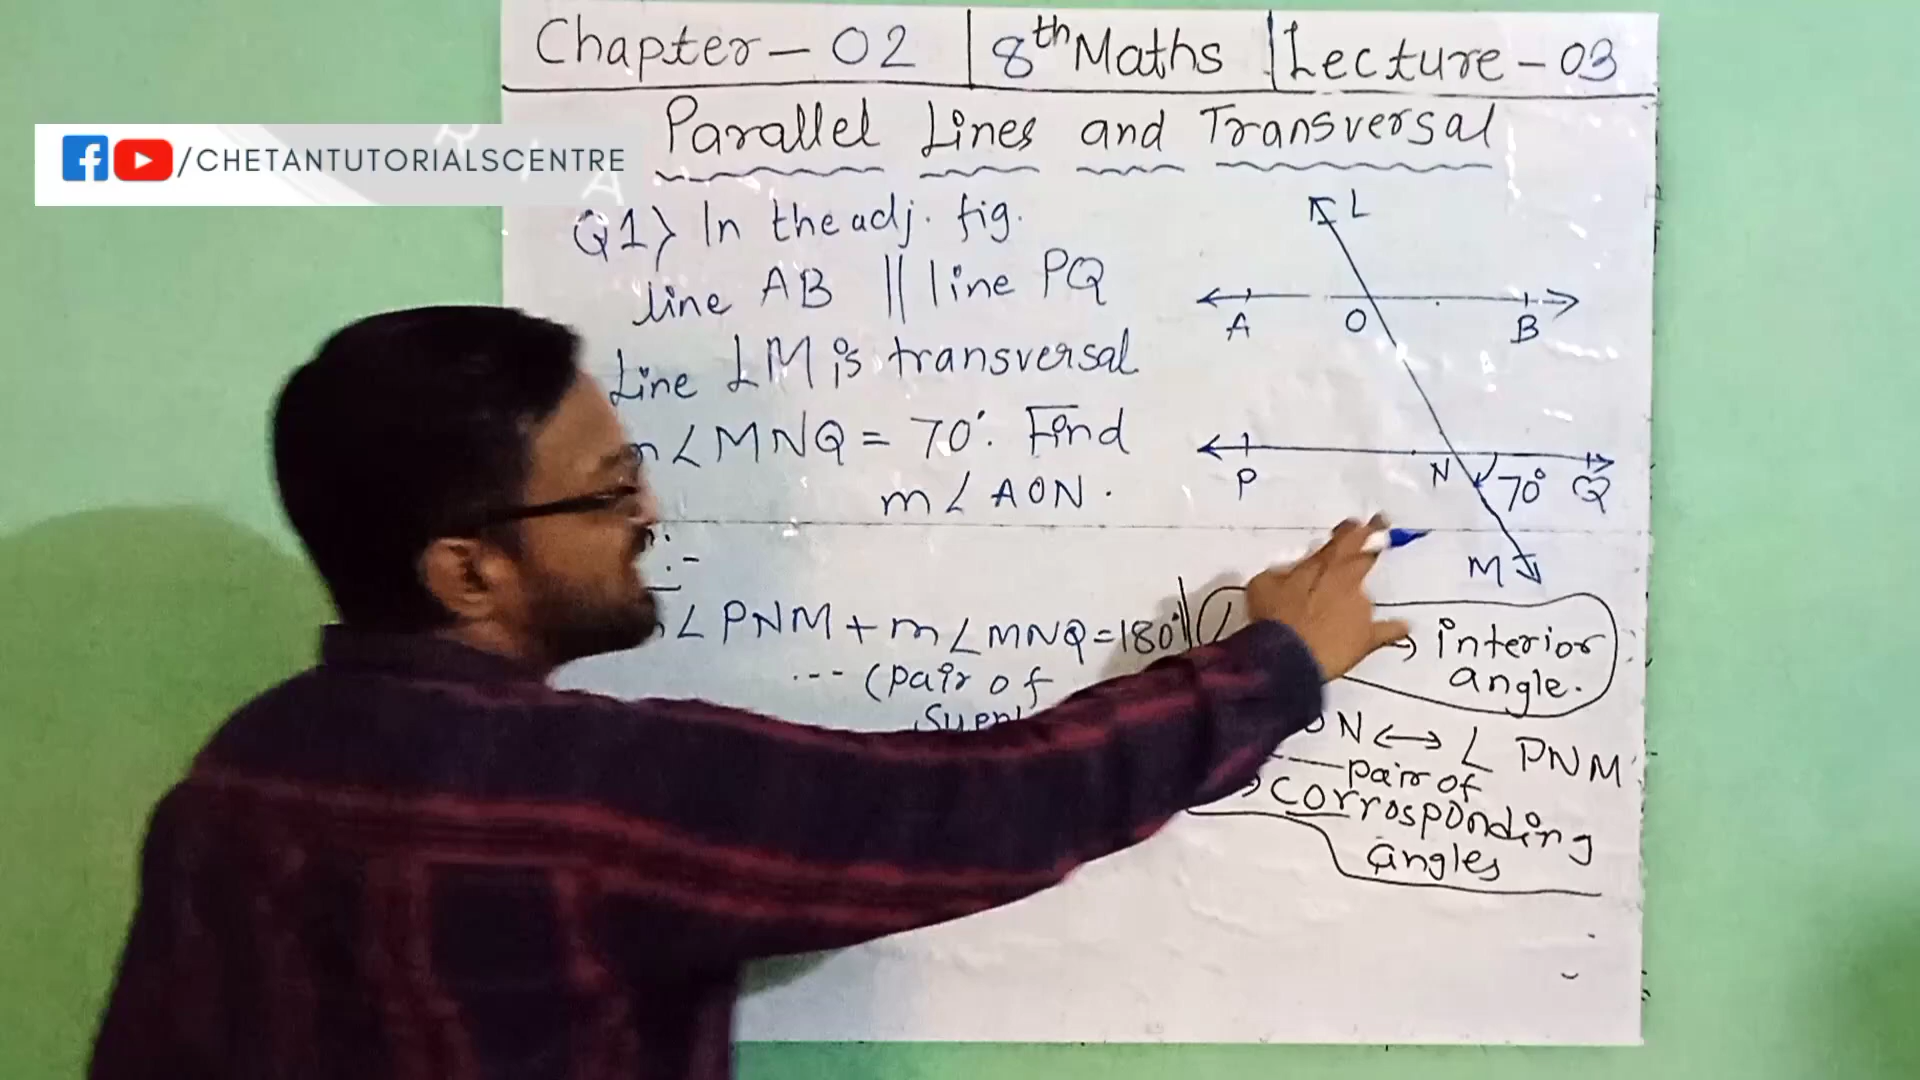 Chapter - 02 | 8th Maths | Lecture - 03
Parallel Lines and Transversal
/CHETANTUTORIALSCENTRE
Q1) In the adj. fig.
line AB || line PQ
Line LM is transversal
m∠MNQ = 70°. Find
m∠AON.
L
A O B
P N 70° Q
M
∠PNM + m∠MNQ = 180°
--- (pair of
→ interior
angle.
N ↔ ∠PNM
pair of
corrosponding
angles